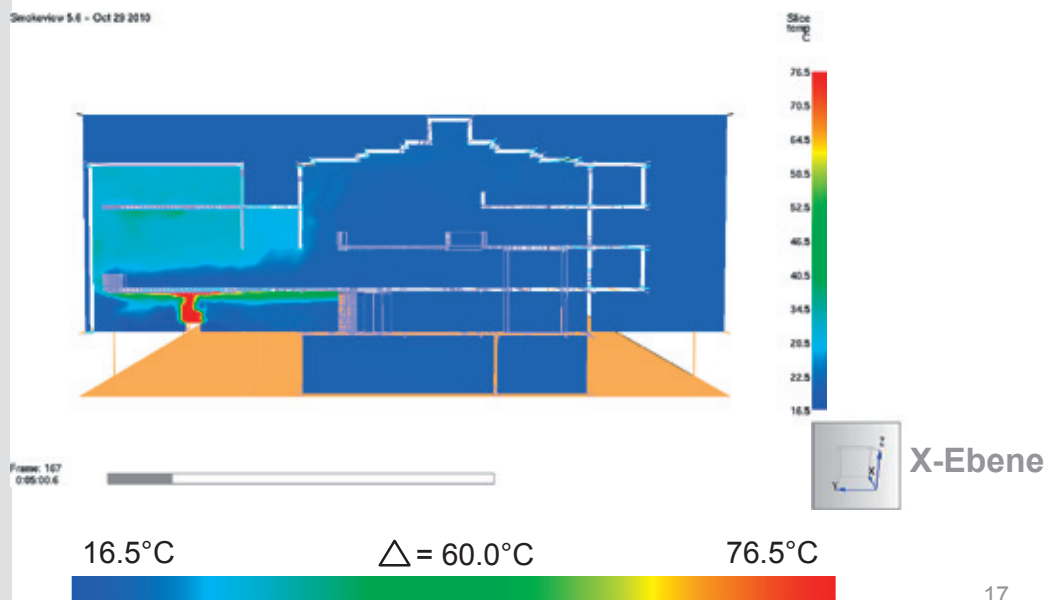 Smokeview 5.6 – Oct 29 2010
Slice
temp
C
76.5
70.5
64.5
58.5
52.5
46.5
40.5
34.5
28.5
22.5
16.5
Z
X
Y
X-Ebene
Frame: 167
0:05:00.6
16.5°C
△ = 60.0°C
76.5°C
17